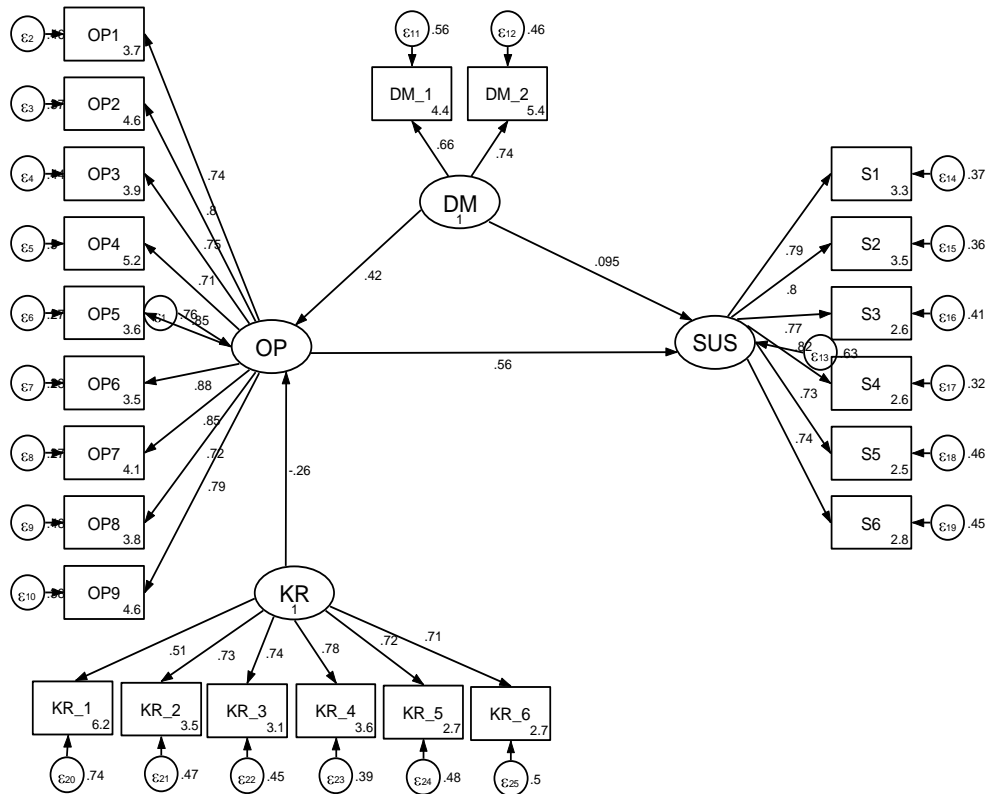 ε11 .56
ε12 .46
DM_1 4.4
DM_2 5.4
.66 .74
DM 1
ε2 OP1 3.7
ε3 OP2 4.6
ε4 OP3 3.9
ε5 OP4 5.2
ε6 OP5 3.6
ε7 OP6 3.5
ε8 OP7 4.1
ε9 OP8 3.8
ε10 OP9 4.6
.74
.8
.75
.71
ε1 .76
.85
.88
.85
.72
.79
OP
.42
.095
.56
-.26
SUS
ε13 .63
.79
.8
.77
.82
.73
.74
S1 3.3 ε14 .37
S2 3.5 ε15 .36
S3 2.6 ε16 .41
S4 2.6 ε17 .32
S5 2.5 ε18 .46
S6 2.8 ε19 .45
KR 1
.51 .73 .74 .78 .72 .71
KR_1 6.2
KR_2 3.5
KR_3 3.1
KR_4 3.6
KR_5 2.7
KR_6 2.7
ε20 .74
ε21 .47
ε22 .45
ε23 .39
ε24 .48
ε25 .5